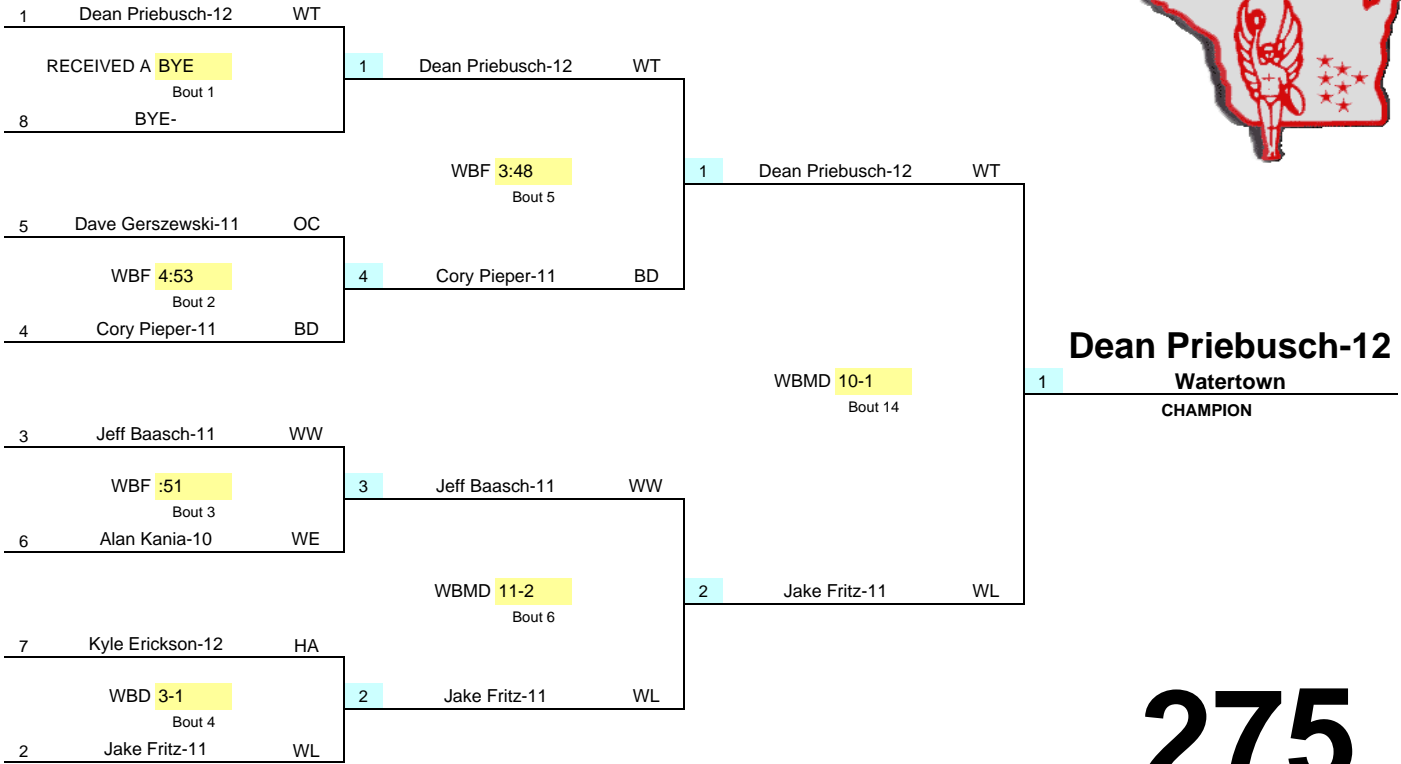 1 Dean Priebusch-12 WT
RECEIVED A BYE
Bout 1
8 BYE-
1 Dean Priebusch-12 WT
WBF 3:48
Bout 5
5 Dave Gerszewski-11 OC
WBF 4:53
Bout 2
4 Cory Pieper-11 BD
4 Cory Pieper-11 BD
1 Dean Priebusch-12 WT
WBMD 10-1
Bout 14
Dean Priebusch-12
1 Watertown
CHAMPION
3 Jeff Baasch-11 WW
WBF :51
Bout 3
6 Alan Kania-10 WE
3 Jeff Baasch-11 WW
WBMD 11-2
Bout 6
2 Jake Fritz-11 WL
7 Kyle Erickson-12 HA
WBD 3-1
Bout 4
2 Jake Fritz-11 WL
2 Jake Fritz-11 WL
275